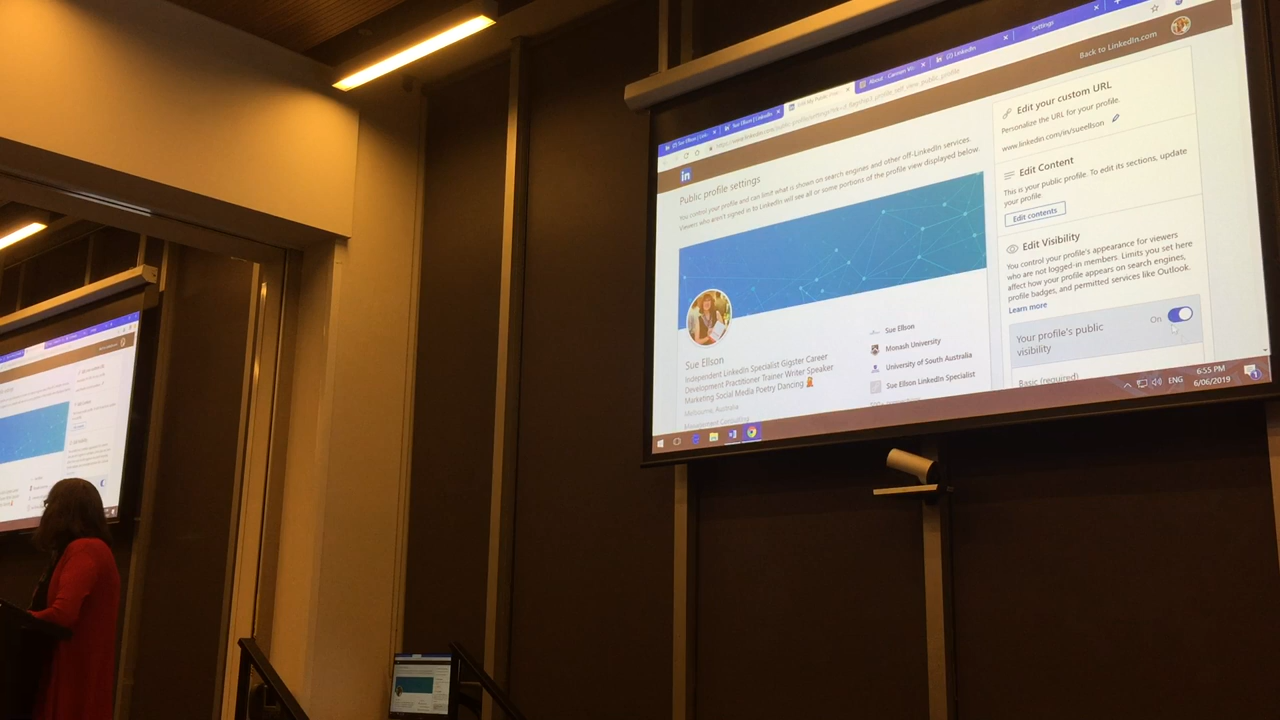 Settings
(2) LinkedIn
Back to LinkedIn.com
in
Public profile settings
You control your profile and can limit what is shown on search engines and other off-LinkedIn services.
Viewers who aren't signed in to LinkedIn will see all or some portions of the profile view displayed below.
Sue Ellson
Independent LinkedIn Specialist Gigster Career
Development Practitioner Trainer Writer Speaker
Marketing Social Media Poetry Dancing
Melbourne, Australia
Management Consulting
Sue Ellson
Monash University
University of South Australia
Sue Ellson LinkedIn Specialist
Edit your custom URL
Personalize the URL for your profile.
www.linkedin.com/in/sueellson
Edit Content
This is your public profile. To edit its sections, update
your profile.
Edit contents
Edit Visibility
You control your profile's appearance for viewers
who are not logged-in members. Limits you set here
affect how your profile appears on search engines,
profile badges, and permitted services like Outlook.
Learn more
Your profile's public
visibility
On
Basic (required)
ENG
6:55 PM
6/06/2019